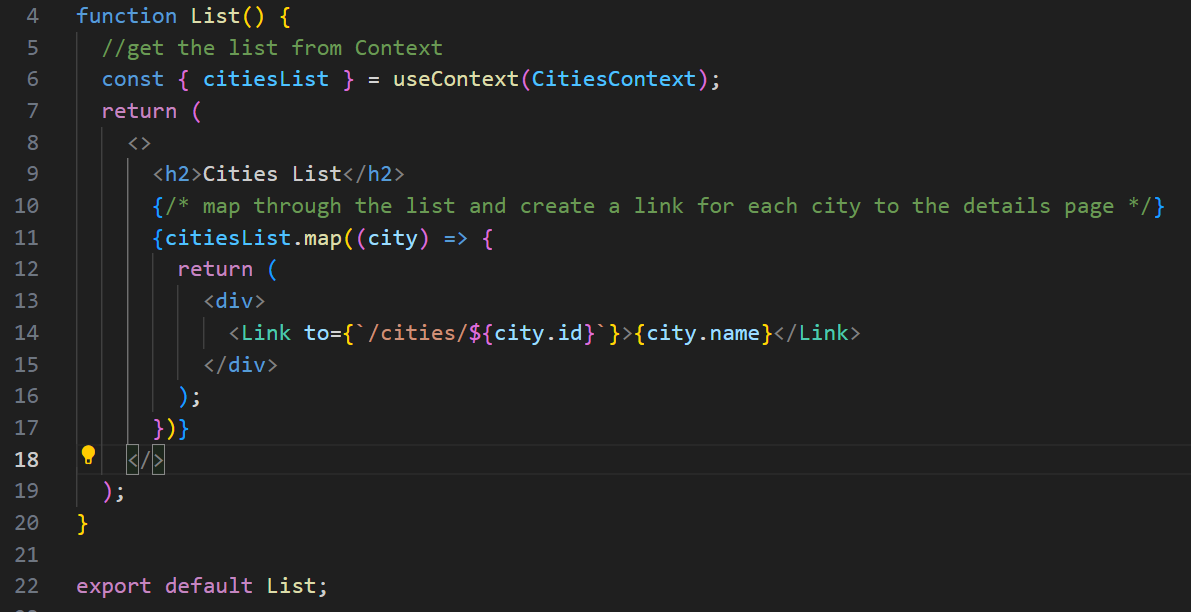 4 function List() {
5 //get the list from Context
6 const { citiesList } = useContext(CitiesContext);
7 return (
8 <>
9 <h2>Cities List</h2>
10 {/* map through the list and create a link for each city to the details page */}
11 {citiesList.map((city) => {
12 return (
13 <div>
14 <Link to={`/cities/${city.id}`}>{city.name}</Link>
15 </div>
16 );
17 })}
18 </>
19 );
20 }
21
22 export default List;